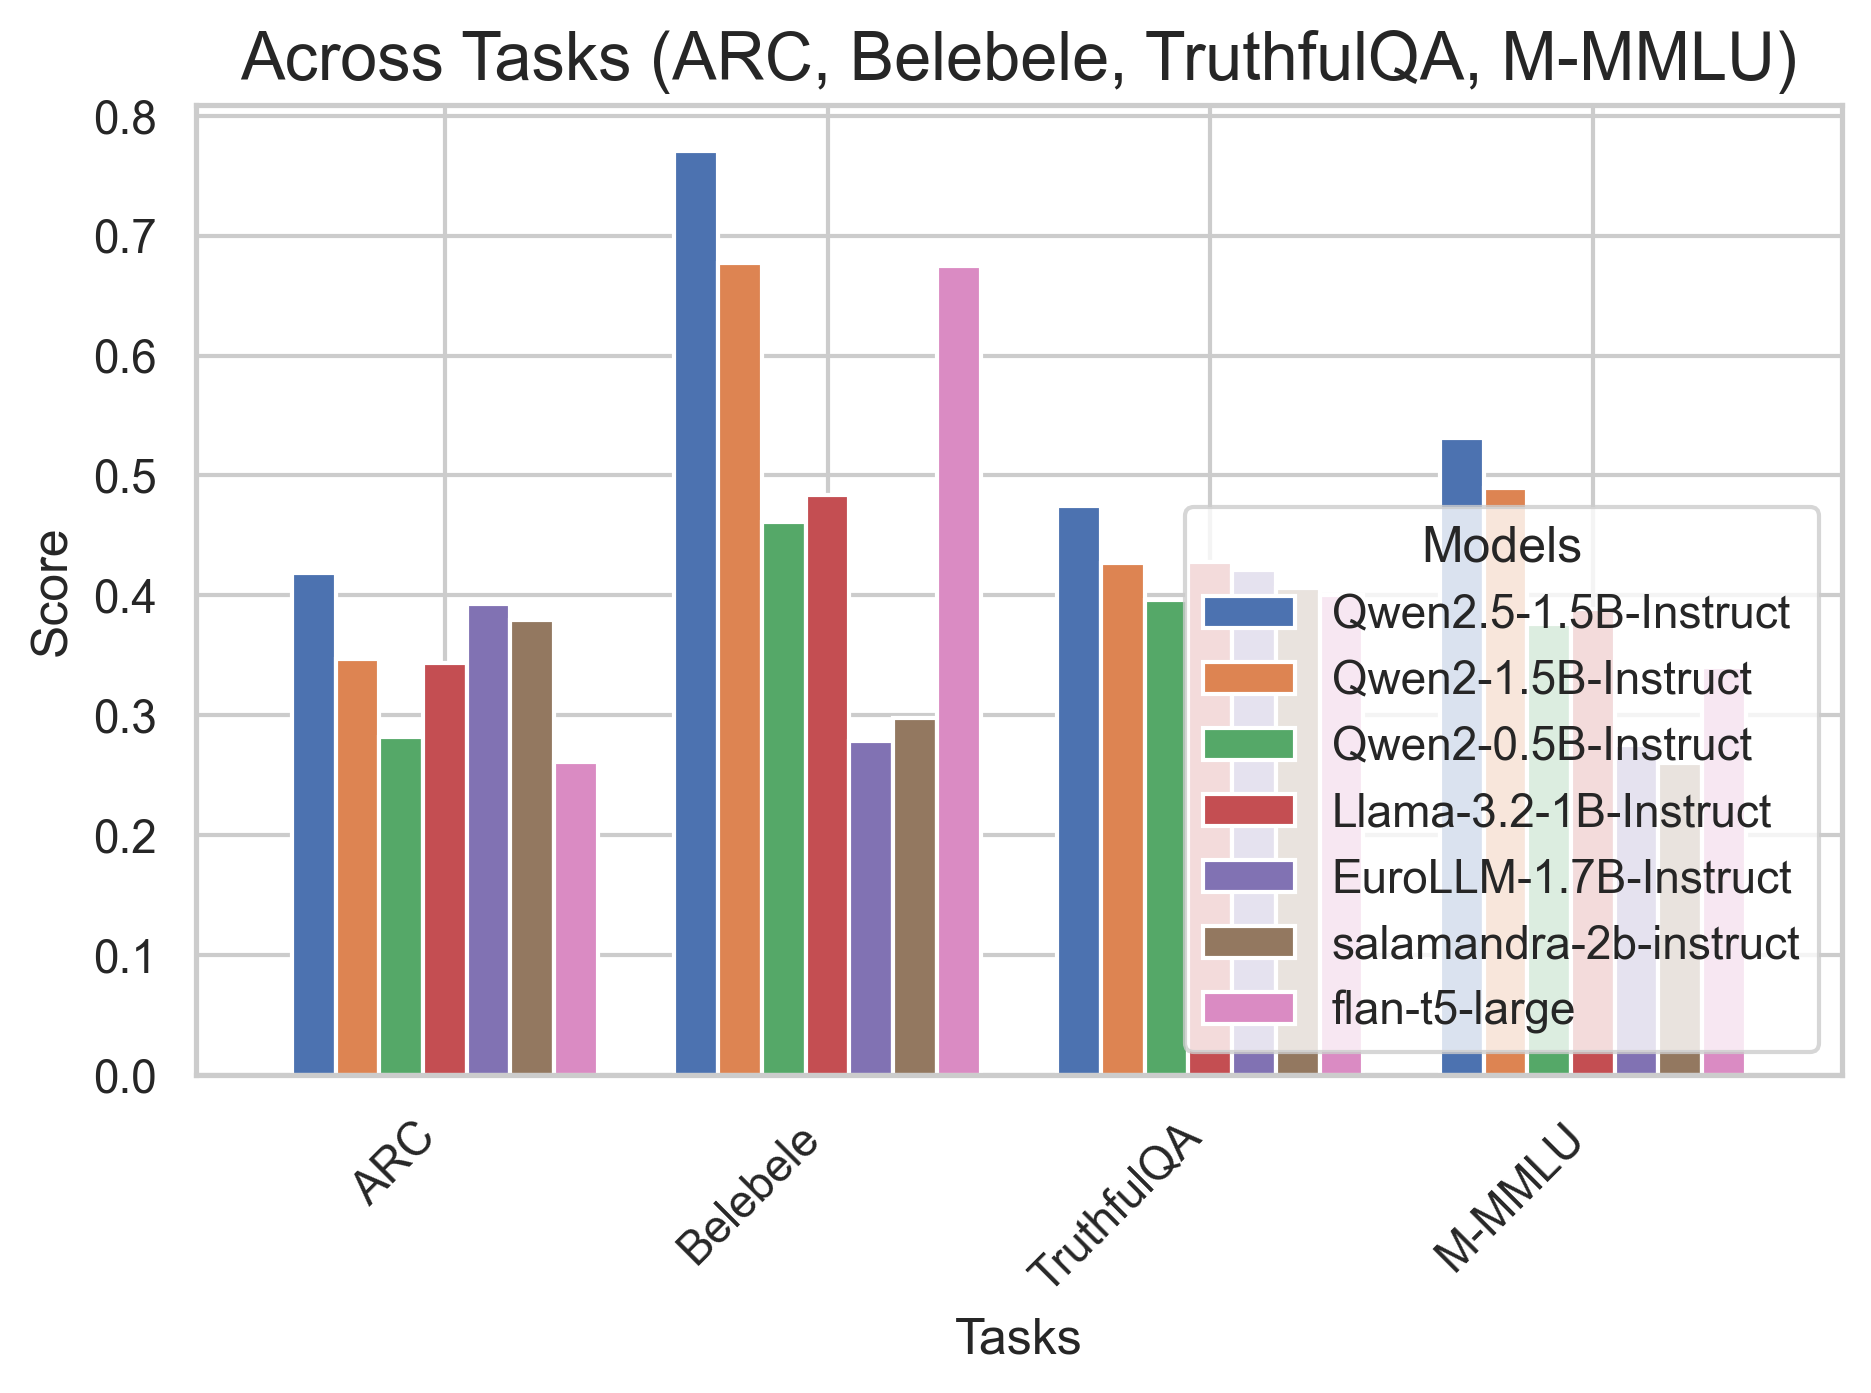 Across Tasks (ARC, Belebele, TruthfulQA, M-MMLU)
0.8
0.7
0.6
0.5
0.4
0.3
0.2
0.1
0.0
Score
Models
Qwen2.5-1.5B-Instruct
Qwen2-1.5B-Instruct
Qwen2-0.5B-Instruct
Llama-3.2-1B-Instruct
EuroLLM-1.7B-Instruct
salamandra-2b-instruct
flan-t5-large
ARC
Belebele
TruthfulQA
M-MMLU
Tasks